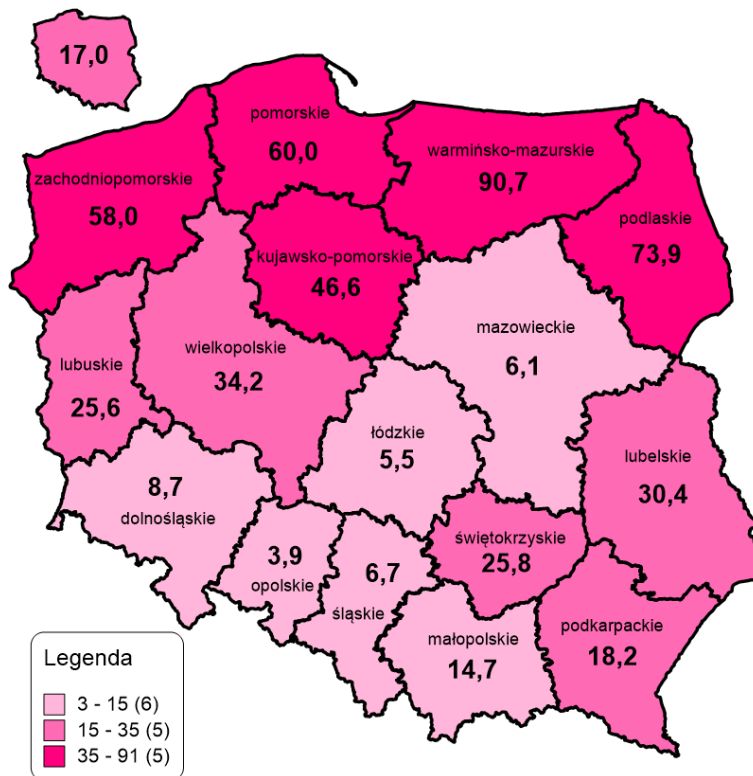 17,0
pomorskie
60,0
warmińsko-mazurskie
90,7
zachodniopomorskie
58,0
podlaskie
73,9
kujawsko-pomorskie
46,6
mazowieckie
6,1
wielkopolskie
34,2
lubuskie
25,6
łódzkie
5,5
lubelskie
30,4
8,7
dolnośląskie
świętokrzyskie
25,8
3,9
opolskie
6,7
śląskie
małopolskie
14,7
podkarpackie
18,2
Legenda
3 - 15 (6)
15 - 35 (5)
35 - 91 (5)